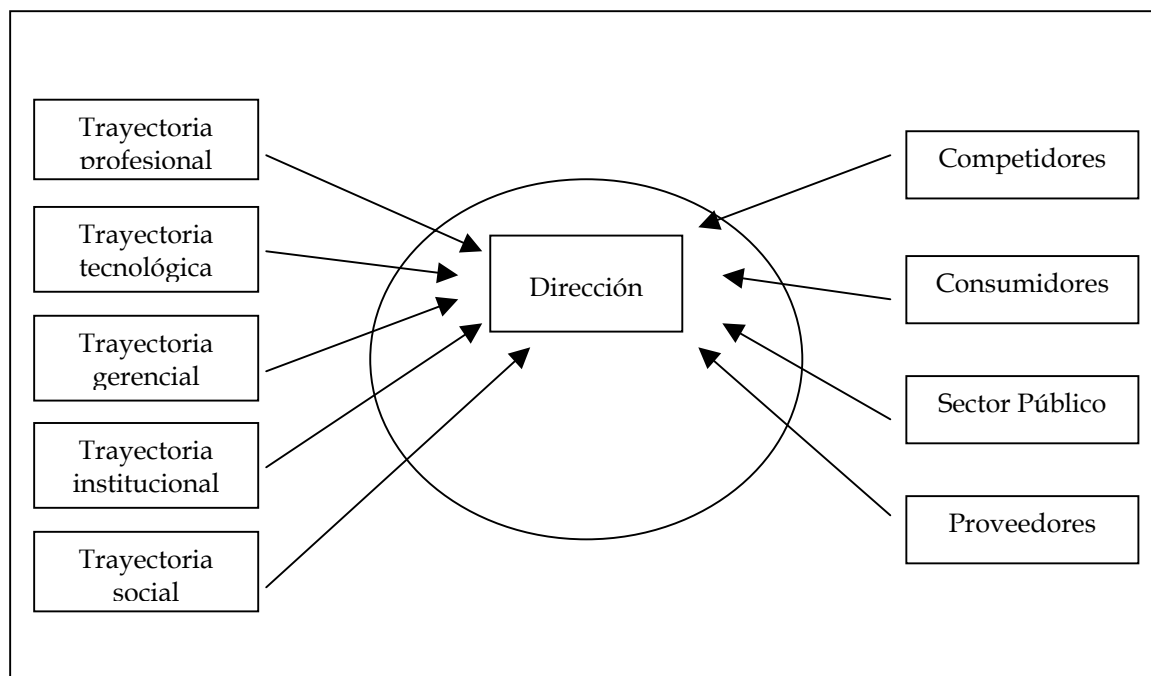 Trayectoria
profesional
Trayectoria
tecnológica
Trayectoria
gerencial
Trayectoria
institucional
Trayectoria
social
Dirección
Competidores
Consumidores
Sector Público
Proveedores